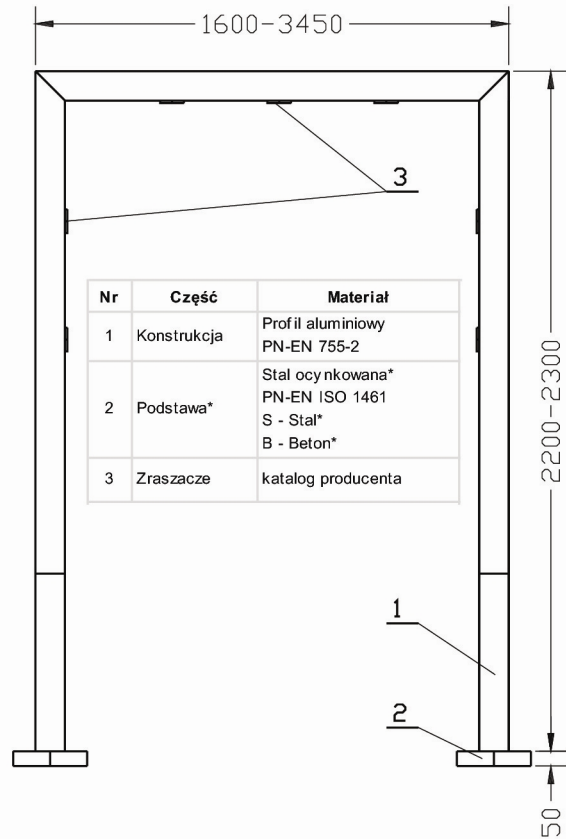 1600-3450
3
Nr Część Materiał
1 Konstrukcja Profil aluminiowy
PN-EN 755-2
2 Podstawa* Stal ocynkowana*
PN-EN ISO 1461
S - Stal*
B - Beton*
3 Zraszacze katalog producenta
2200-2300
1
2
50